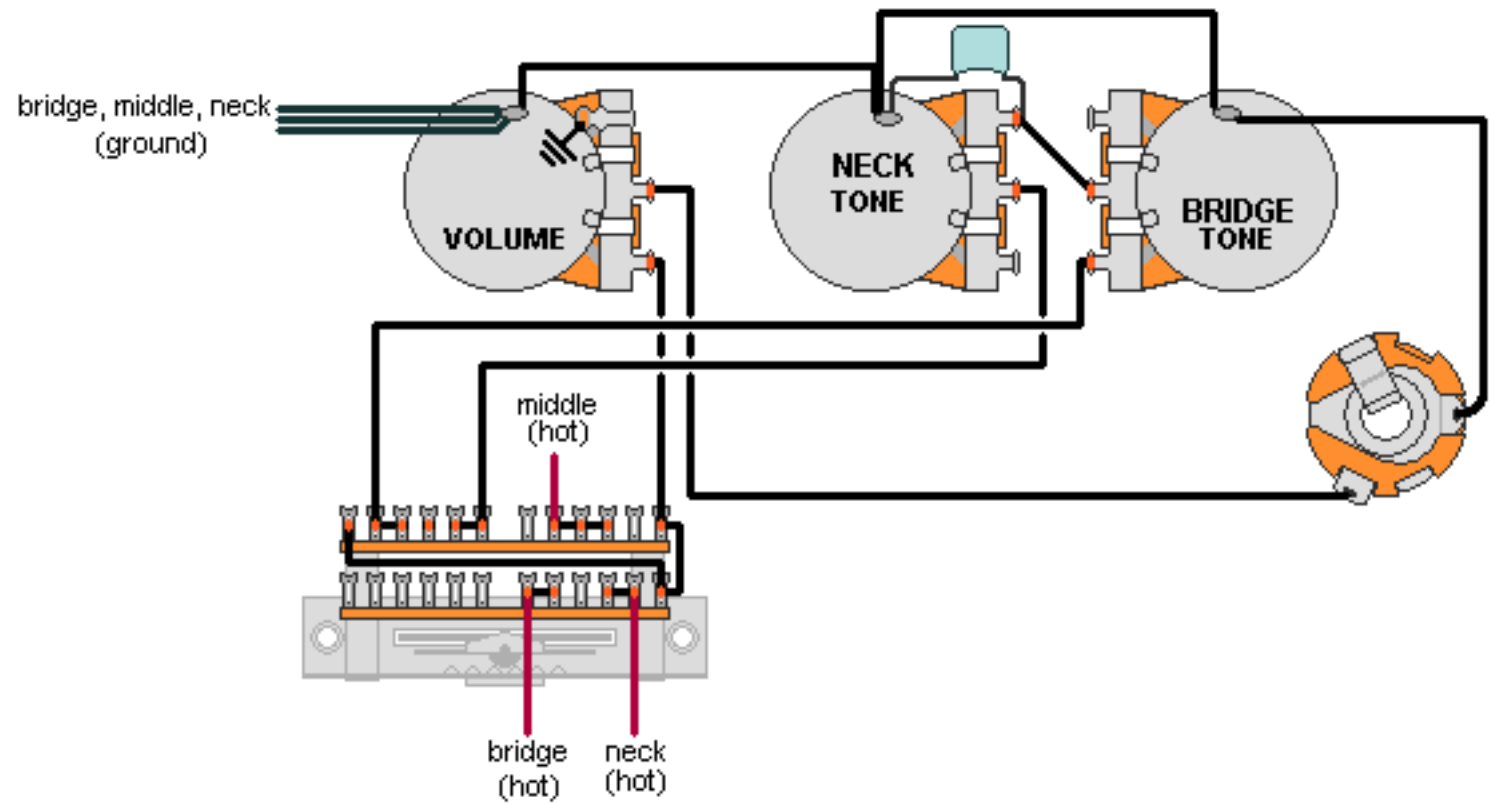 bridge, middle, neck
(ground)
VOLUME
NECK
TONE
BRIDGE
TONE
middle
(hot)
bridge
(hot)
neck
(hot)